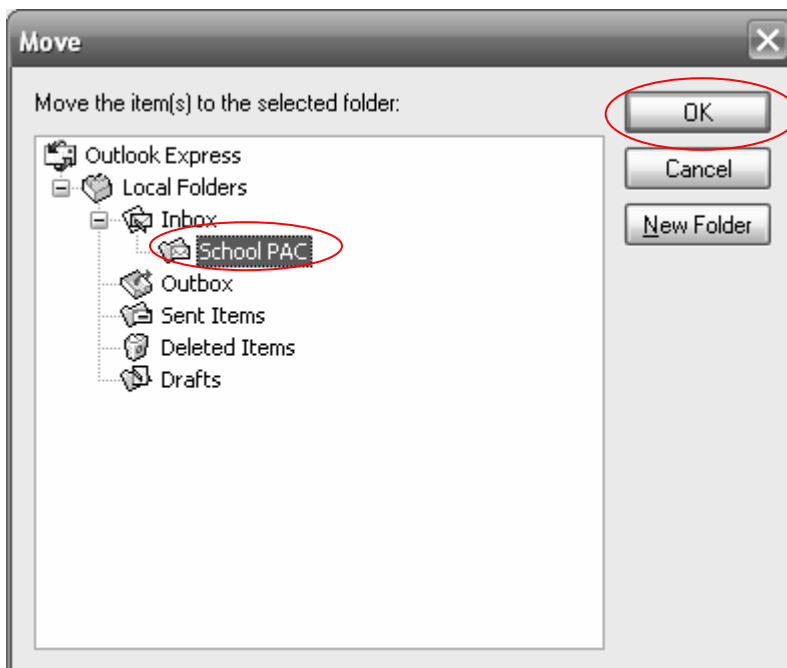 Move
Move the item(s) to the selected folder:
OK
Outlook Express
Cancel
Local Folders
Inbox
New Folder
School PAC
Outbox
Sent Items
Deleted Items
Drafts